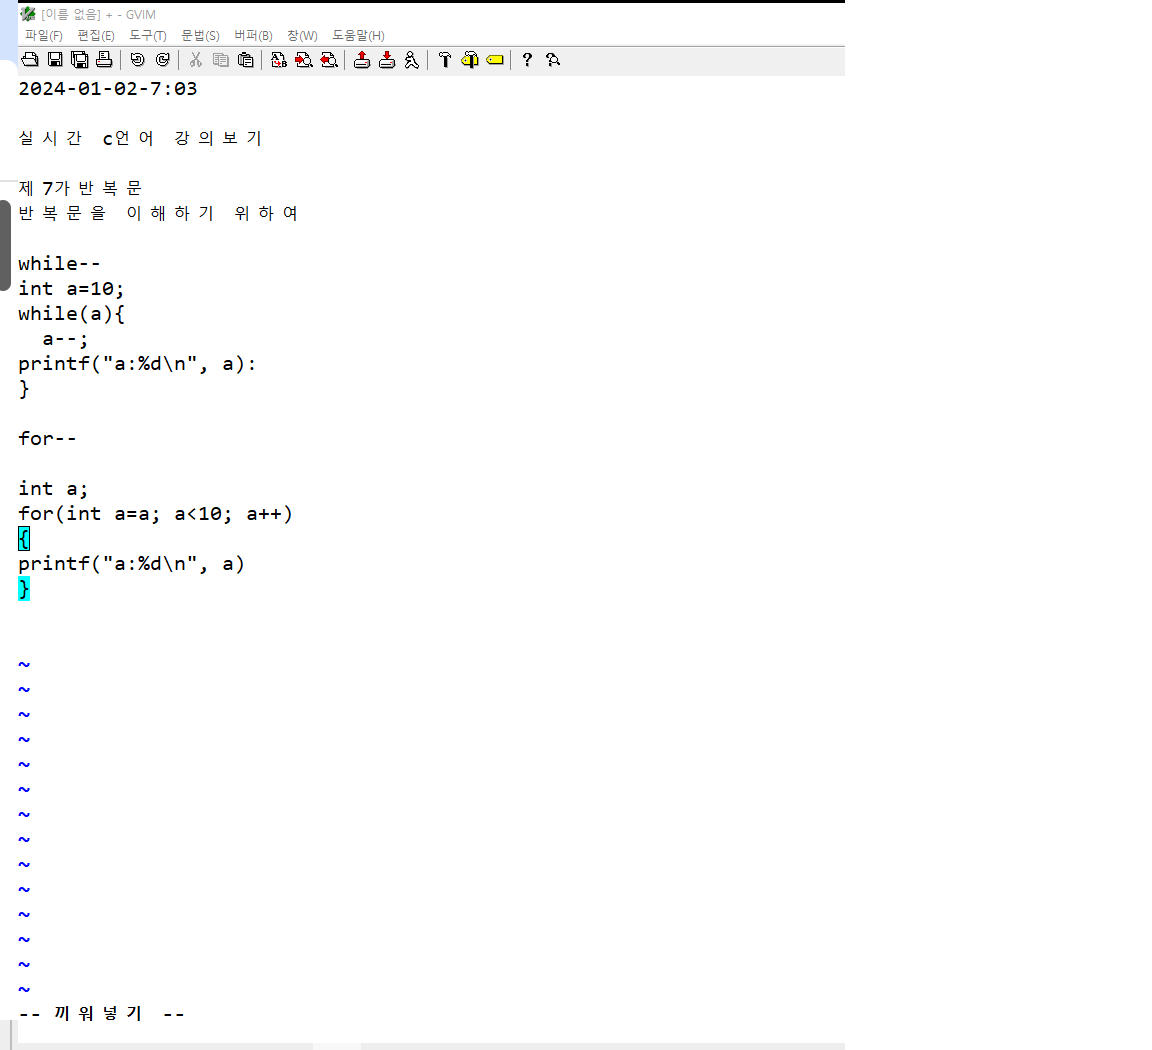 [이름 없음] + - GVIM
파일(F) 편집(E) 도구(T) 문법(S) 버퍼(B) 창(W) 도움말(H)
2024-01-02-7:03
실시간 c언어 강의보기
제7가반복문
반복문을 이해하기 위하여
while--
int a=10;
while(a){
  a--;
printf("a:%d\n", a):
}
for--
int a;
for(int a=a; a<10; a++)
{
printf("a:%d\n", a)
}
~
~
~
~
~
~
~
~
~
~
~
~
~
~
-- 끼워넣기 --